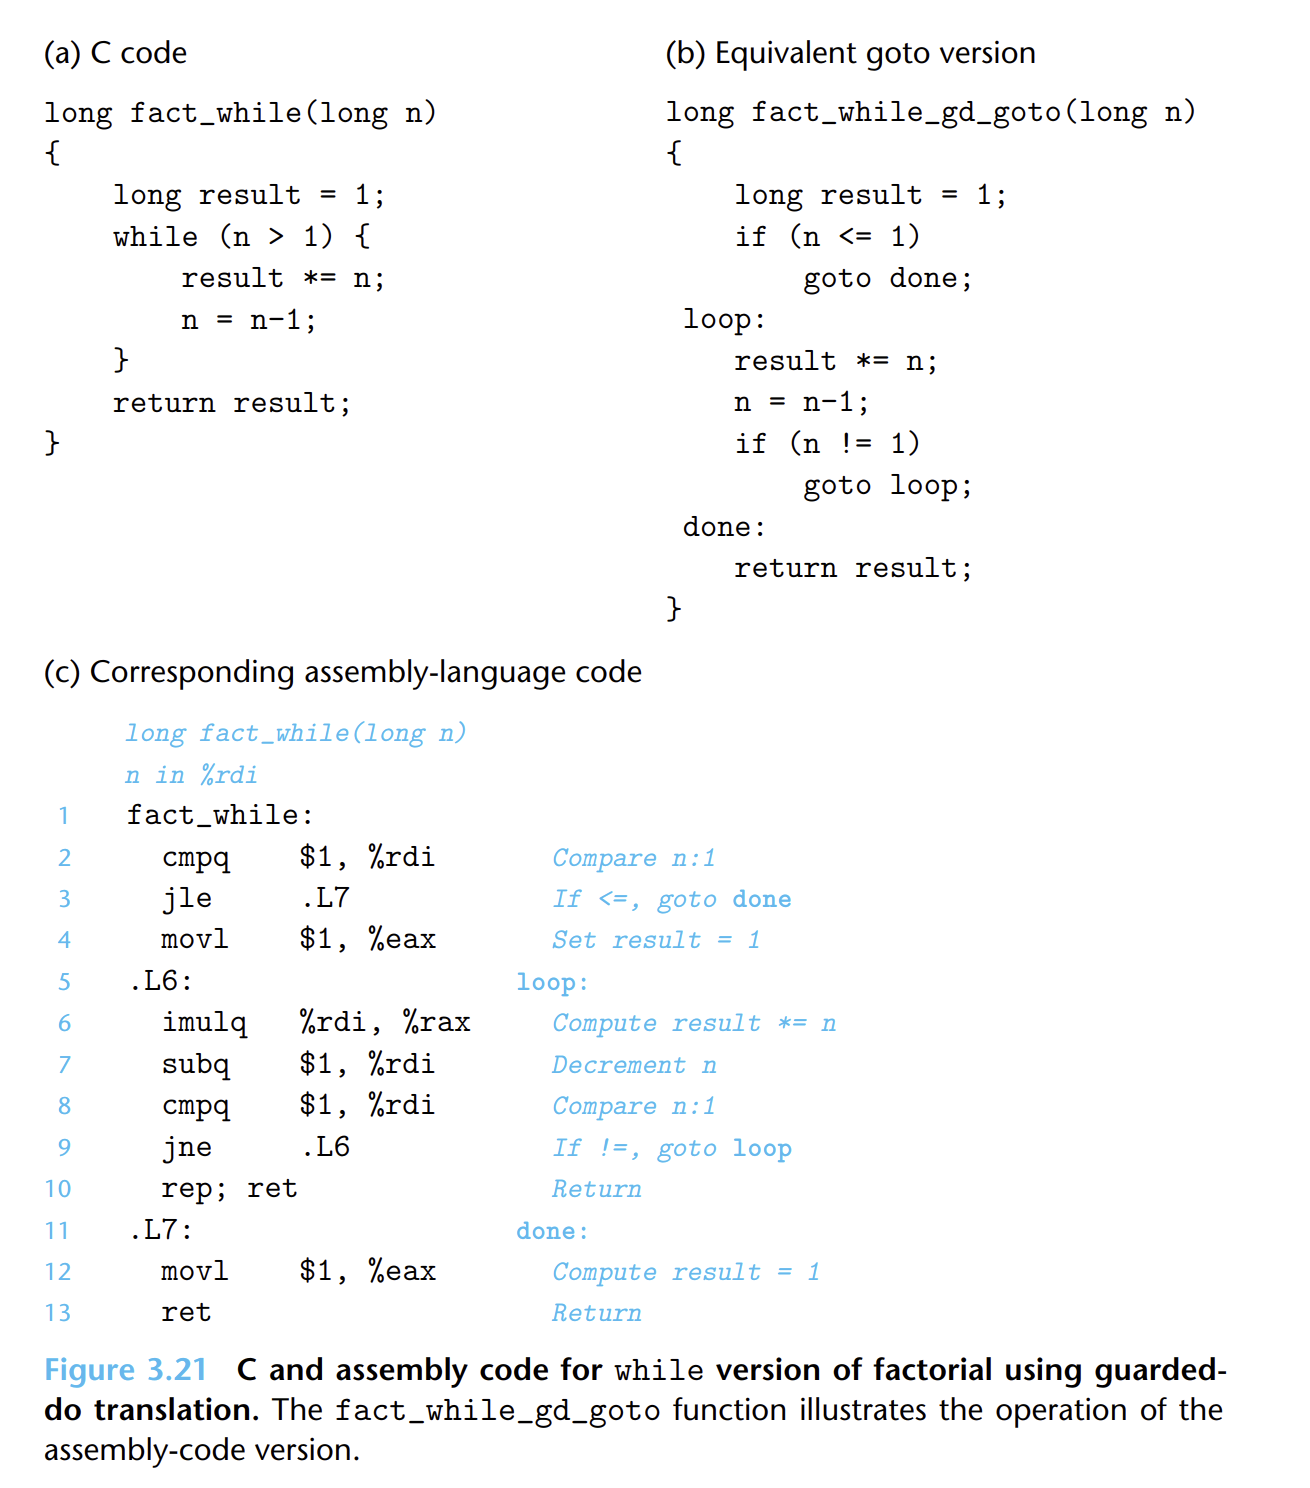 (a) C code
long fact_while(long n)
{
    long result = 1;
    while (n > 1) {
        result *= n;
        n = n-1;
    }
    return result;
}
(b) Equivalent goto version
long fact_while_gd_goto(long n)
{
    long result = 1;
    if (n <= 1)
        goto done;
 loop:
    result *= n;
    n = n-1;
    if (n != 1)
        goto loop;
 done:
    return result;
}
(c) Corresponding assembly-language code
long fact_while(long n)
n in %rdi
1 fact_while:
2 cmpq $1, %rdi Compare n:1
3 jle .L7 If <=, goto done
4 movl $1, %eax Set result = 1
5 .L6: loop:
6 imulq %rdi, %rax Compute result *= n
7 subq $1, %rdi Decrement n
8 cmpq $1, %rdi Compare n:1
9 jne .L6 If !=, goto loop
10 rep; ret Return
11 .L7: done:
12 movl $1, %eax Compute result = 1
13 ret Return
Figure 3.21 C and assembly code for while version of factorial using guarded-
do translation. The fact_while_gd_goto function illustrates the operation of the
assembly-code version.